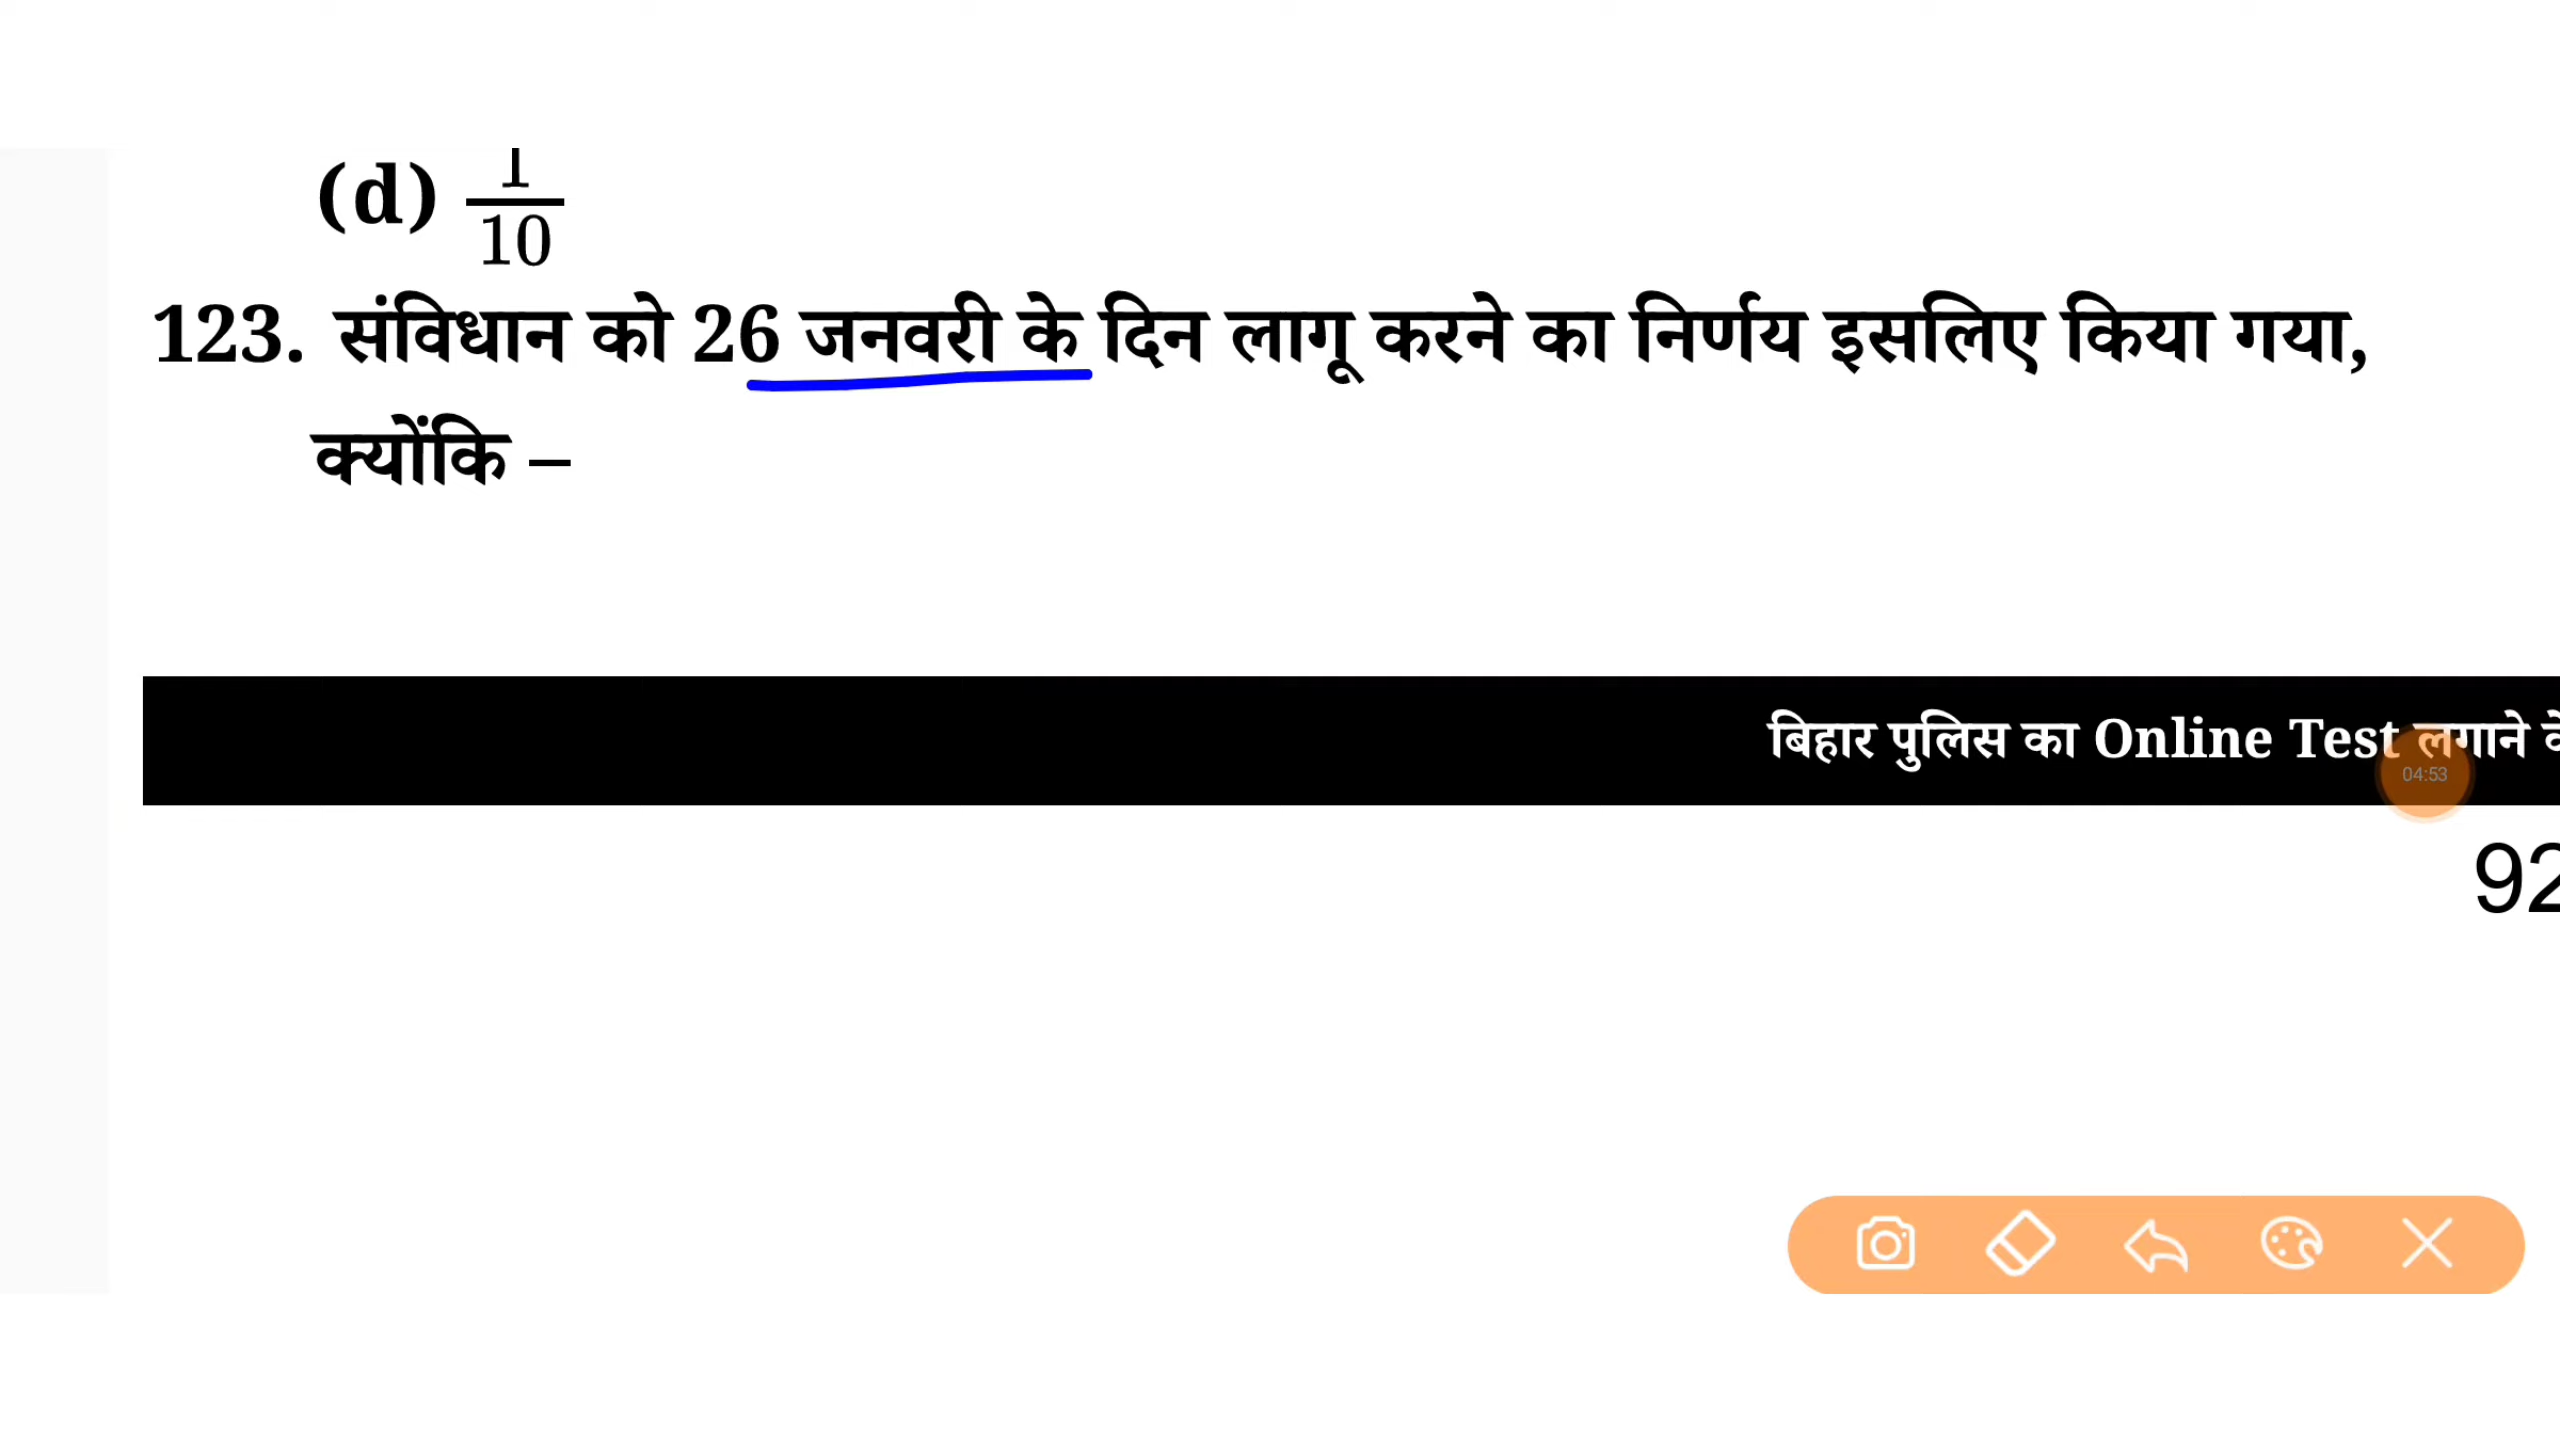 (d) 1/10
123. संविधान को 26 जनवरी के दिन लागू करने का निर्णय इसलिए किया गया,
क्योंकि –
बिहार पुलिस का Online Test लगाने
04:53
92